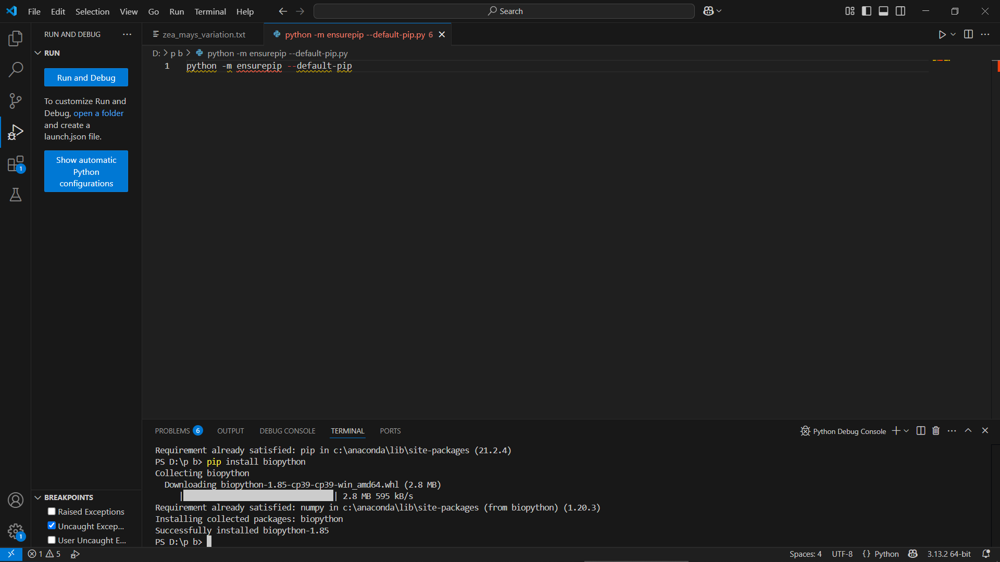 File Edit Selection View Go Run Terminal Help
Search
RUN AND DEBUG
RUN
Run and Debug
To customize Run and
Debug, open a folder
and create a
launch.json file.
Show automatic
Python
configurations
1
zea_mays_variation.txt
python -m ensurepip --default-pip.py 6
D: > p b > python -m ensurepip --default-pip.py
1 python -m ensurepip --default-pip
PROBLEMS 6 OUTPUT DEBUG CONSOLE TERMINAL PORTS
Python Debug Console
Requirement already satisfied: pip in c:\anaconda\lib\site-packages (21.2.4)
PS D:\p b> pip install biopython
Collecting biopython
Downloading biopython-1.85-cp39-cp39-win_amd64.whl (2.8 MB)
| | 2.8 MB 595 kB/s
Requirement already satisfied: numpy in c:\anaconda\lib\site-packages (from biopython) (1.20.3)
Installing collected packages: biopython
Successfully installed biopython-1.85
PS D:\p b>
BREAKPOINTS
Raised Exceptions
Uncaught Excep...
User Uncaught E...
1
1 5
Spaces: 4 UTF-8 {} Python 3.13.2 64-bit